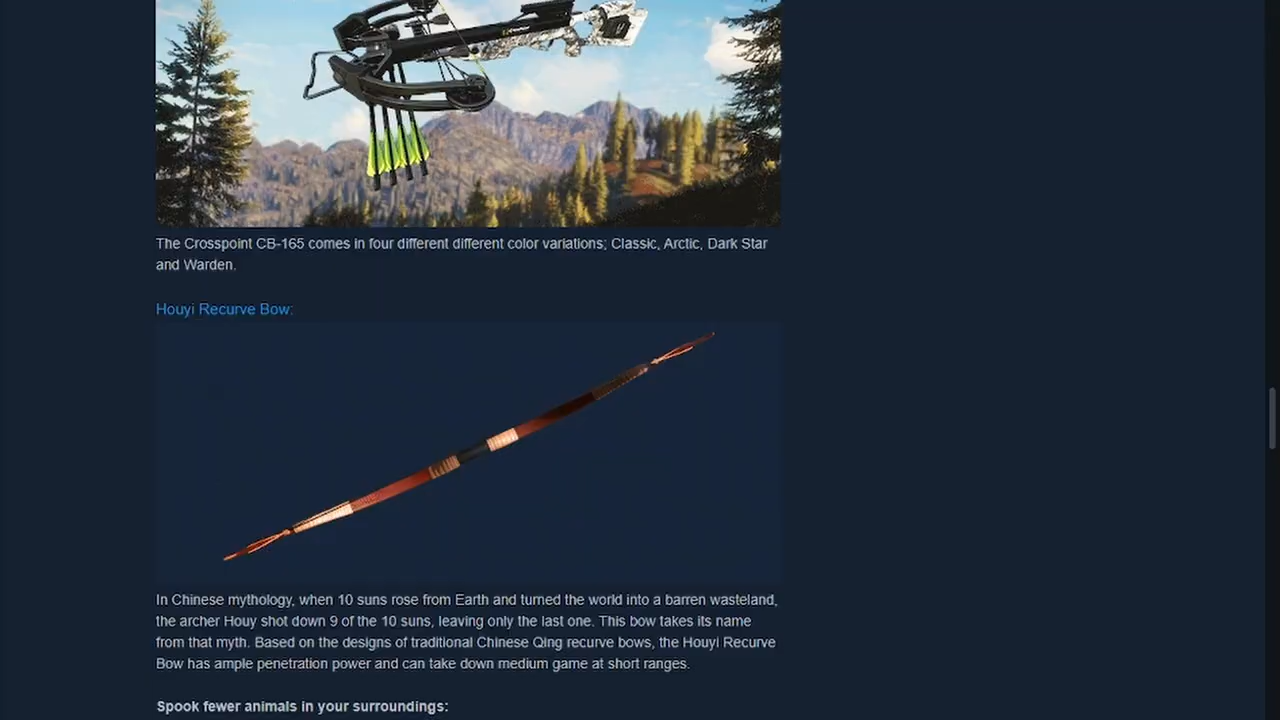 The Crosspoint CB-165 comes in four different different color variations; Classic, Arctic, Dark Star
and Warden.
Houyi Recurve Bow:
In Chinese mythology, when 10 suns rose from Earth and turned the world into a barren wasteland,
the archer Houy shot down 9 of the 10 suns, leaving only the last one. This bow takes its name
from that myth. Based on the designs of traditional Chinese Qing recurve bows, the Houyi Recurve
Bow has ample penetration power and can take down medium game at short ranges.
Spook fewer animals in your surroundings: